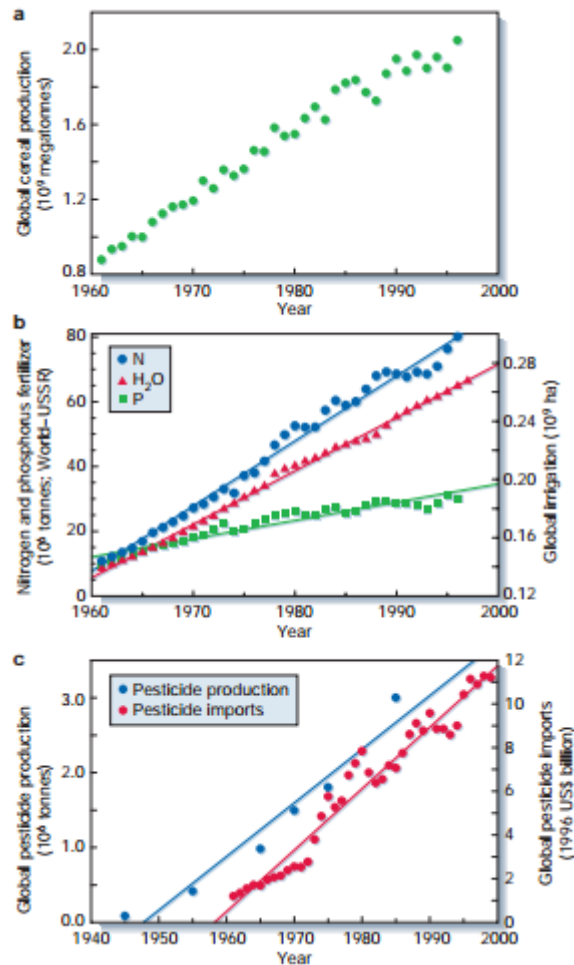 a
Global cereal production
(10⁹ megatonnes)
2.0
1.6
1.2
0.8
1960 1970 1980 1990 2000
Year
b
Nitrogen and phosphorus fertilizer
(10⁶ tonnes; World–USSR)
80
60
40
20
0
N
H₂O
P
0.28
0.24
0.20
0.16
0.12
Global irrigation (10⁹ ha)
1960 1970 1980 1990 2000
Year
c
Global pesticide production
(10⁶ tonnes)
3.0
2.0
1.0
0.0
Pesticide production
Pesticide imports
12
10
8
6
4
2
0
Global pesticide imports
(1996 US$ billion)
1940 1950 1960 1970 1980 1990 2000
Year